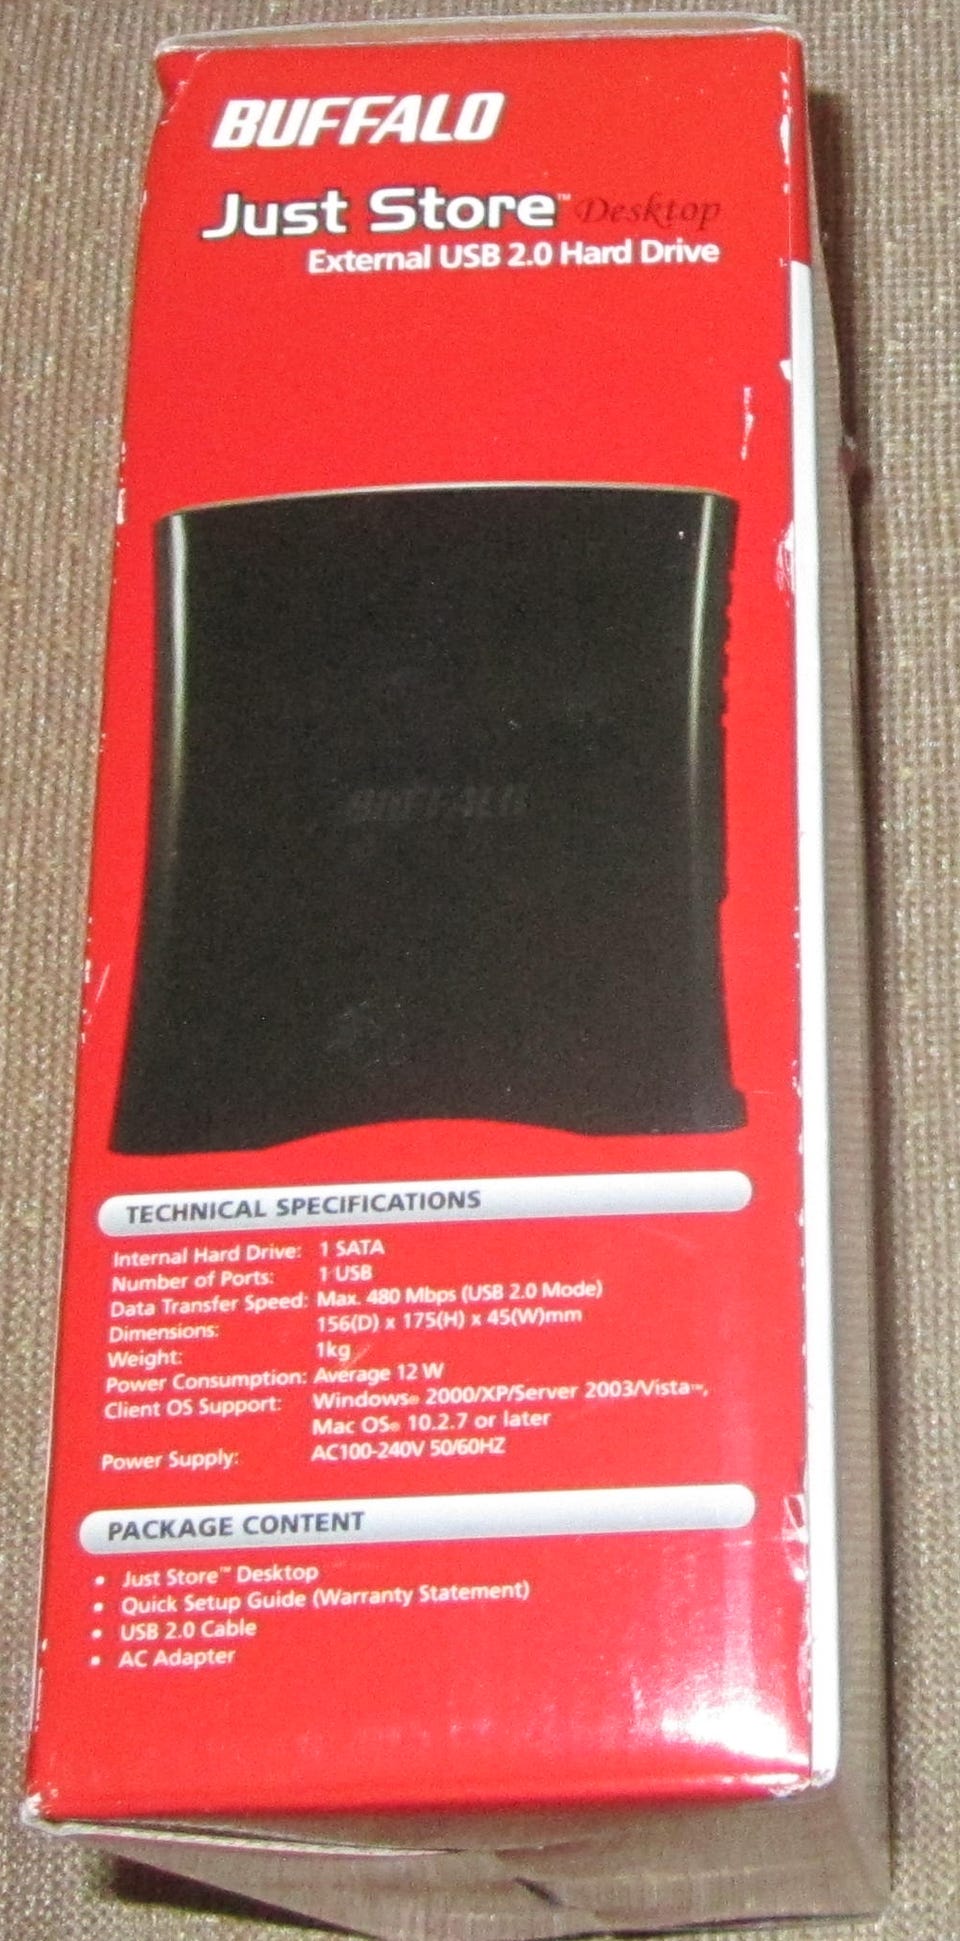 BUFFALO
Just Store™ Desktop
External USB 2.0 Hard Drive
BUFFALO
TECHNICAL SPECIFICATIONS
Internal Hard Drive: 1 SATA
Number of Ports: 1 USB
Data Transfer Speed: Max. 480 Mbps (USB 2.0 Mode)
Dimensions: 156(D) x 175(H) x 45(W)mm
Weight: 1kg
Power Consumption: Average 12 W
Client OS Support: Windows® 2000/XP/Server 2003/Vista™,
Mac OS® 10.2.7 or later
Power Supply: AC100-240V 50/60HZ
PACKAGE CONTENT
• Just Store™ Desktop
• Quick Setup Guide (Warranty Statement)
• USB 2.0 Cable
• AC Adapter